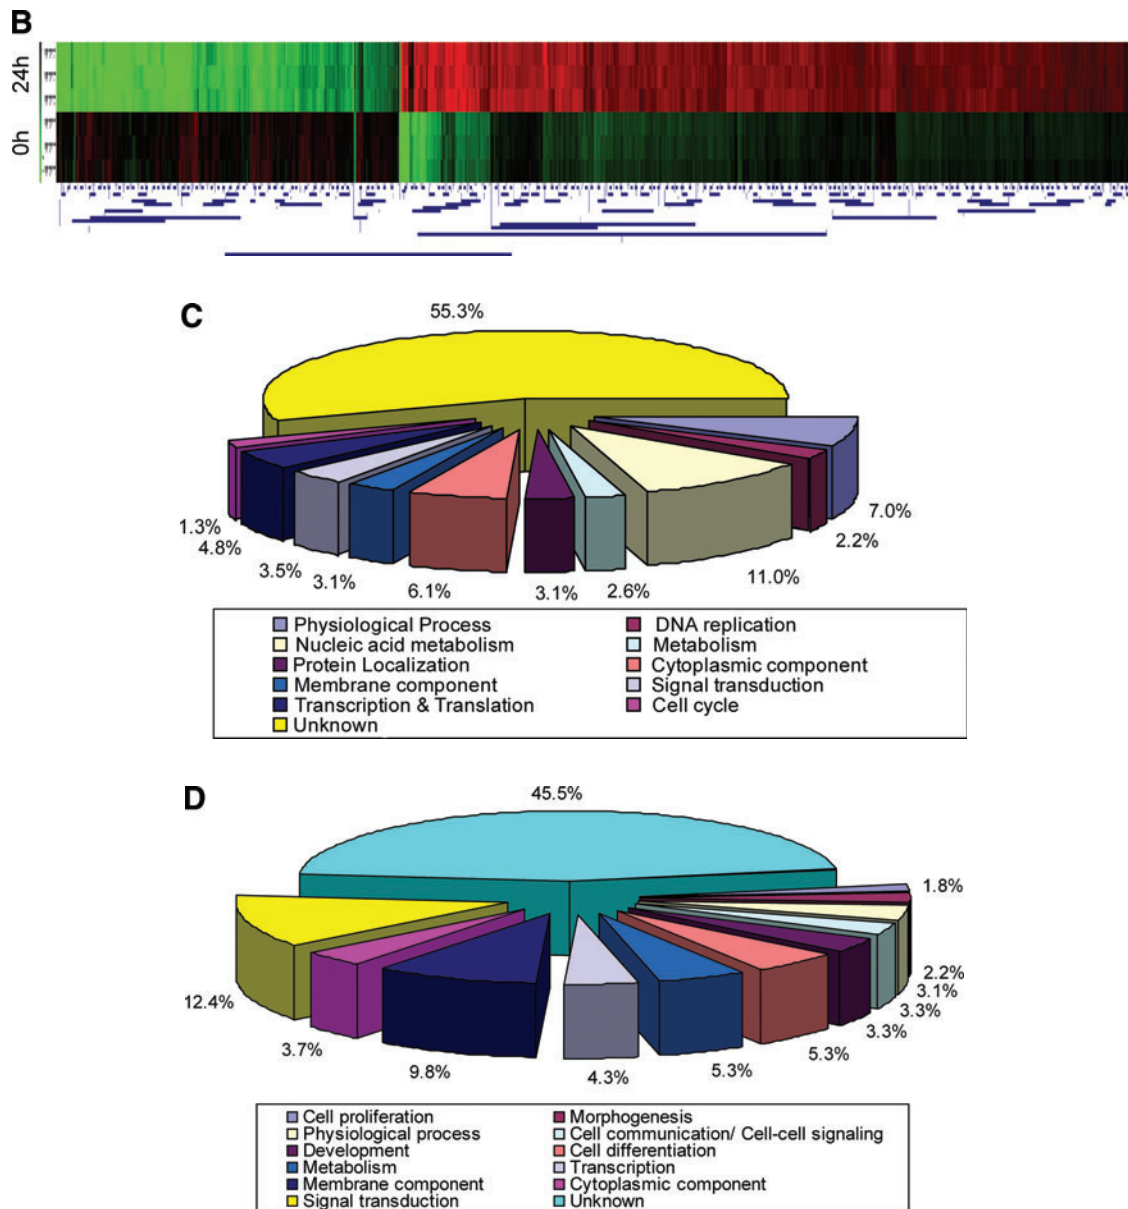 B
24h
0h
C
55.3%
7.0%
2.2%
11.0%
2.6%
3.1%
6.1%
3.1%
3.5%
4.8%
1.3%
Physiological Process DNA replication
Nucleic acid metabolism Metabolism
Protein Localization Cytoplasmic component
Membrane component Signal transduction
Transcription & Translation Cell cycle
Unknown
D
45.5%
1.8%
2.2%
3.1%
3.3%
3.3%
5.3%
5.3%
4.3%
9.8%
3.7%
12.4%
Cell proliferation Morphogenesis
Physiological process Cell communication/ Cell-cell signaling
Development Cell differentiation
Metabolism Transcription
Membrane component Cytoplasmic component
Signal transduction Unknown